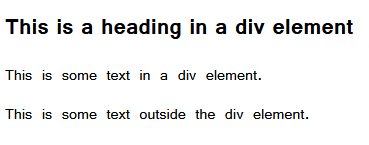 This is a heading in a div element
This is some text in a div element.
This is some text outside the div element.